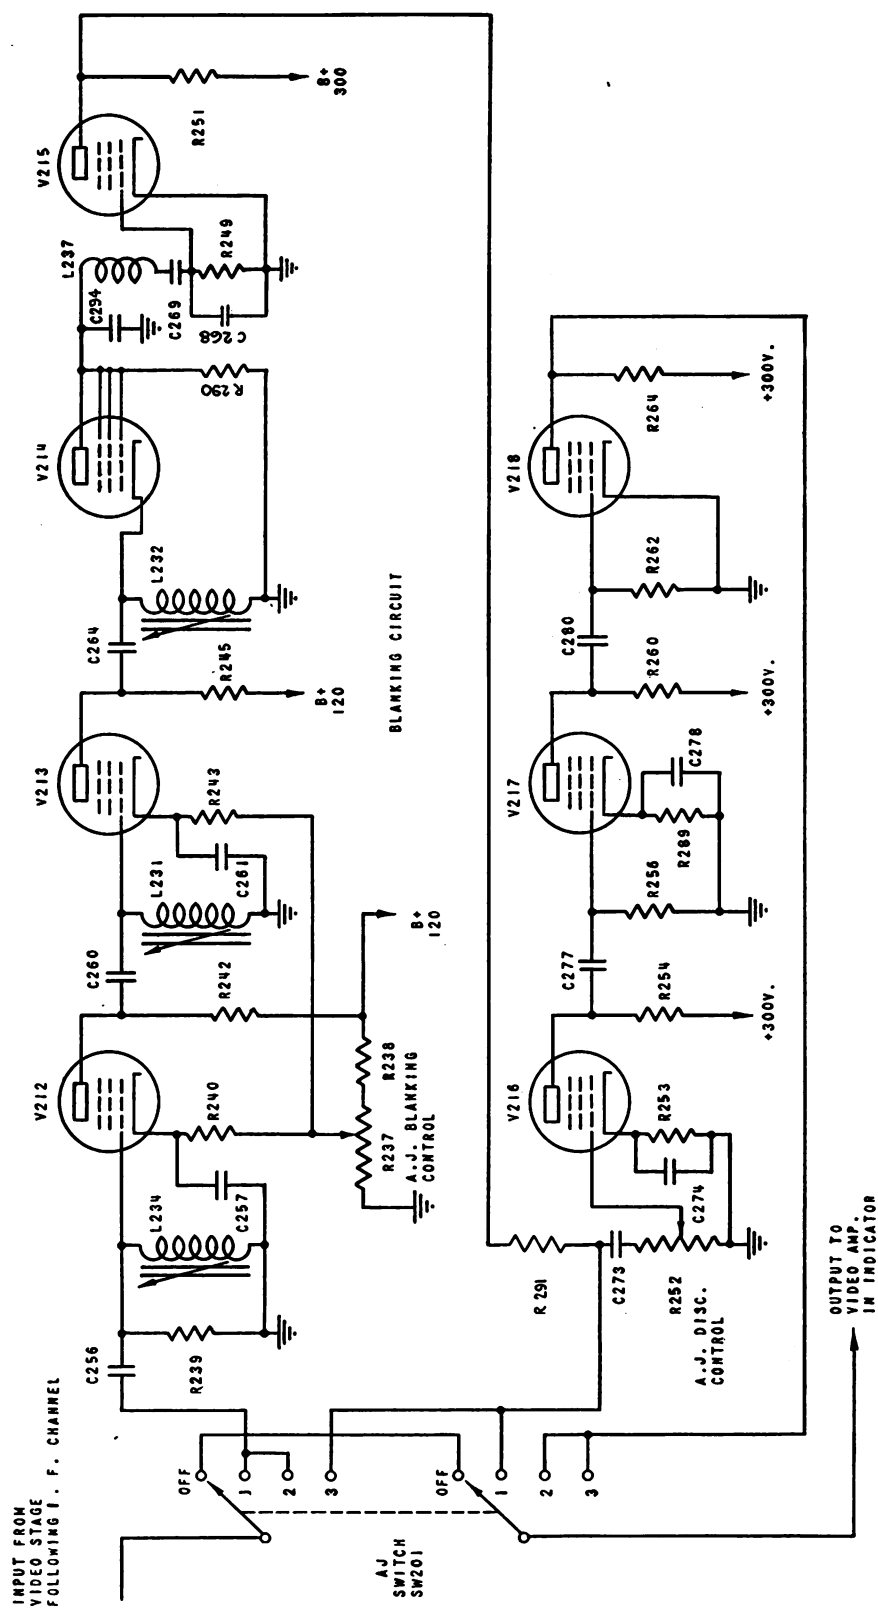 INPUT FROM
VIDEO STAGE
FOLLOWING I. F. CHANNEL
C256
R239
L234
C257
V212
R240
R237
A.J. BLANKING
CONTROL
R238
C260
R242
B+
120
L231
C261
V213
R243
C264
R245
B+
120
L232
BLANKING CIRCUIT
V214
R 290
C294
L237
C269
C 268
R249
V215
R251
B+
300
OFF
1
2
3
AJ
SWITCH
SW201
OFF
1
2
3
R 291
C273
R252
A.J. DISC.
CONTROL
C274
V216
R253
C277
R254
+300V.
R256
R289
V217
C278
C280
R260
+300V.
R262
V218
R264
+300V.
OUTPUT TO
VIDEO AMP.
IN INDICATOR